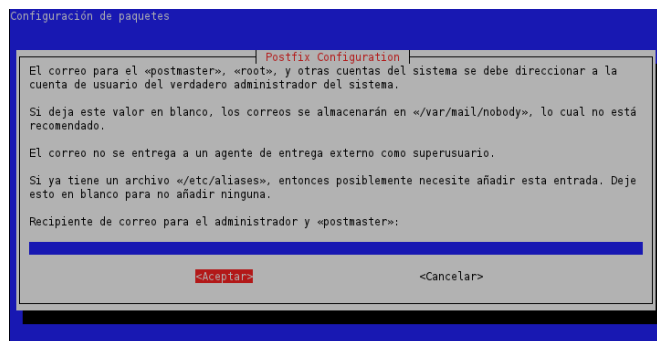 Configuración de paquetes
Postfix Configuration
El correo para el «postmaster», «root», y otras cuentas del sistema se debe direccionar a la
cuenta de usuario del verdadero administrador del sistema.
Si deja este valor en blanco, los correos se almacenarán en «/var/mail/nobody», lo cual no está
recomendado.
El correo no se entrega a un agente de entrega externo como superusuario.
Si ya tiene un archivo «/etc/aliases», entonces posiblemente necesite añadir esta entrada. Deje
esto en blanco para no añadir ninguna.
Recipiente de correo para el administrador y «postmaster»:
<Aceptar> <Cancelar>